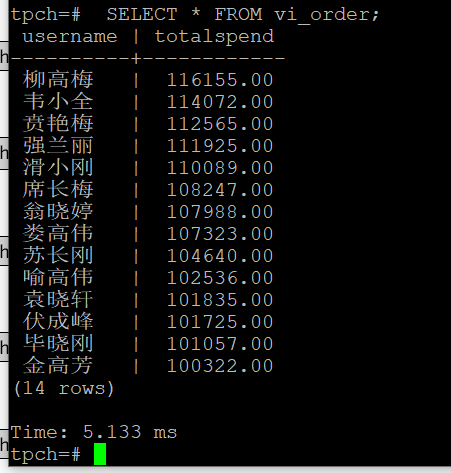 tpch=#  SELECT * FROM vi_order;
 username | totalspend
----------+------------
 柳高梅   |  116155.00
 韦小全   |  114072.00
 贲艳梅   |  112565.00
 强兰丽   |  111925.00
 滑小刚   |  110089.00
 席长梅   |  108247.00
 翁晓婷   |  107988.00
 娄高伟   |  107323.00
 苏长刚   |  104640.00
 喻高伟   |  102536.00
 袁晓轩   |  101835.00
 伏成峰   |  101725.00
 毕晓刚   |  101057.00
 金高芳   |  100322.00
(14 rows)
Time: 5.133 ms
tpch=#